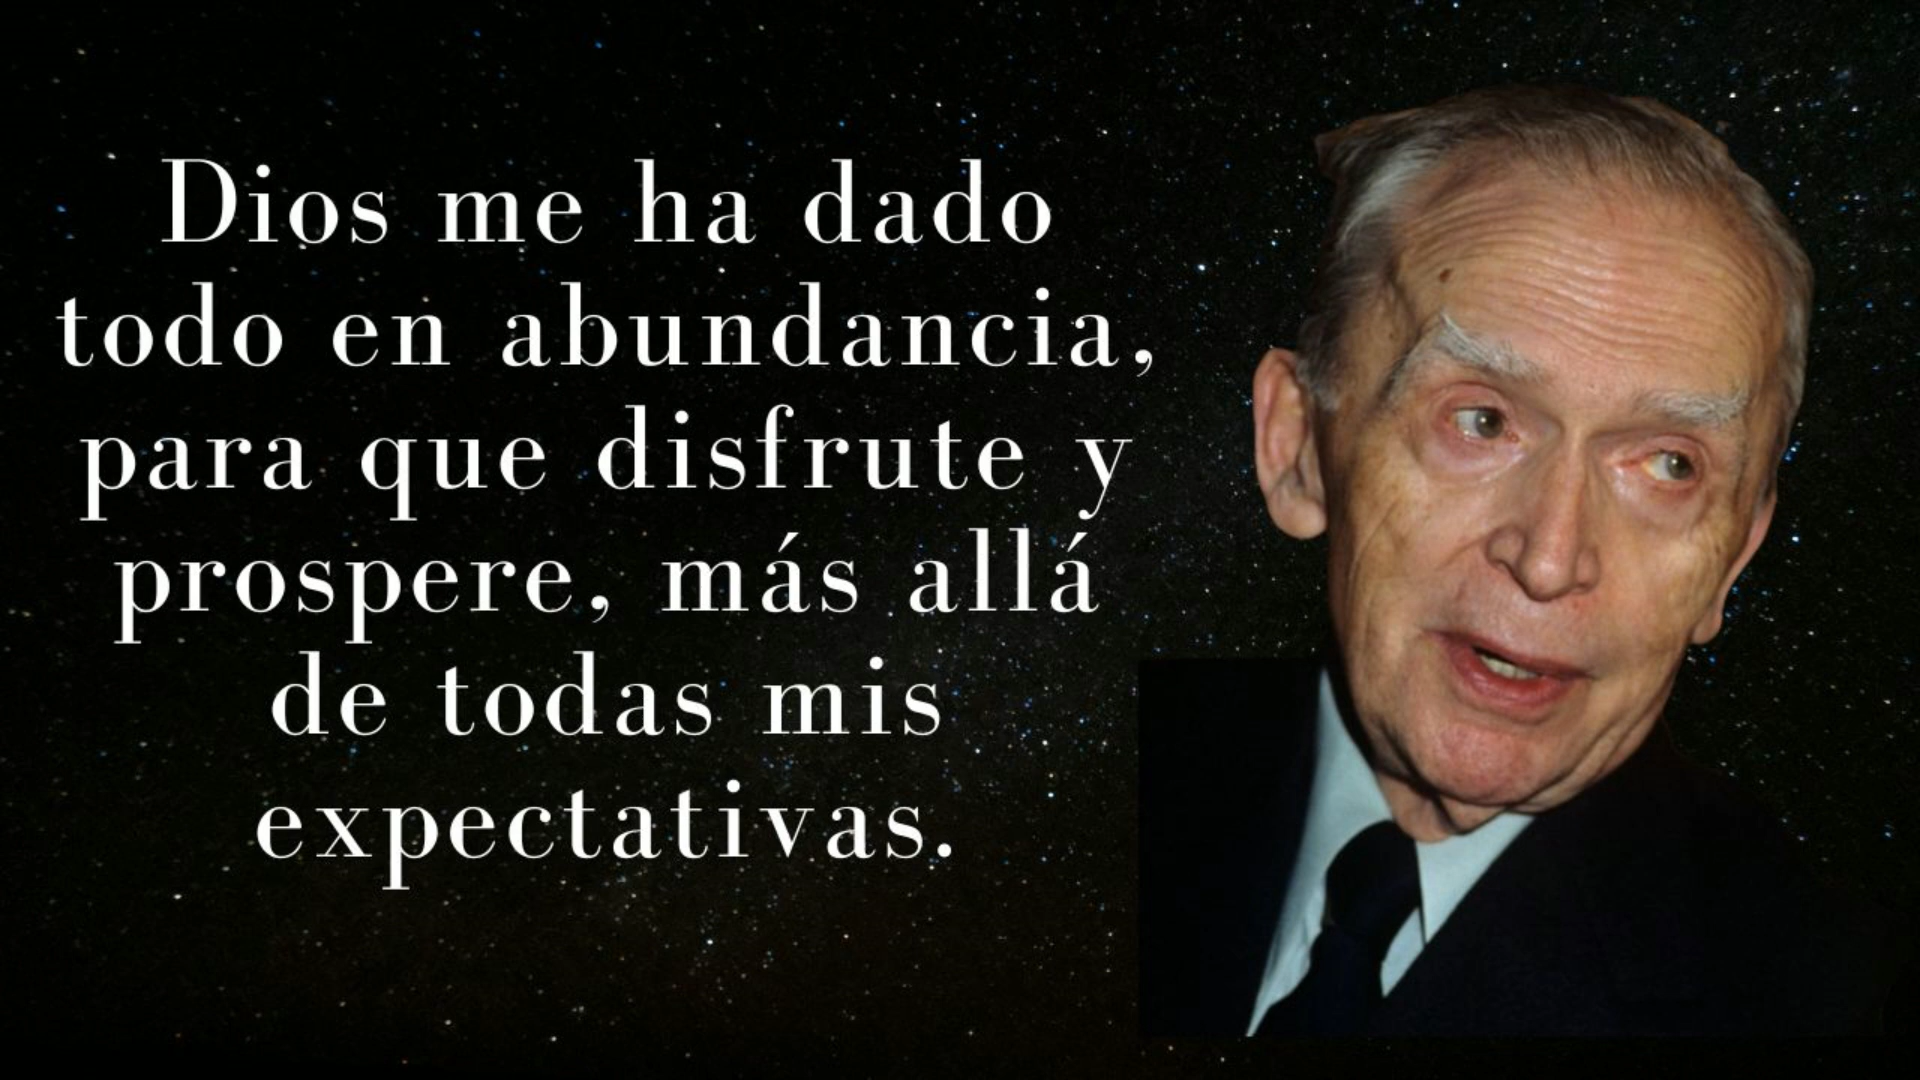 Dios me ha dado
todo en abundancia,
para que disfrute y
prospere, más allá
de todas mis
expectativas.